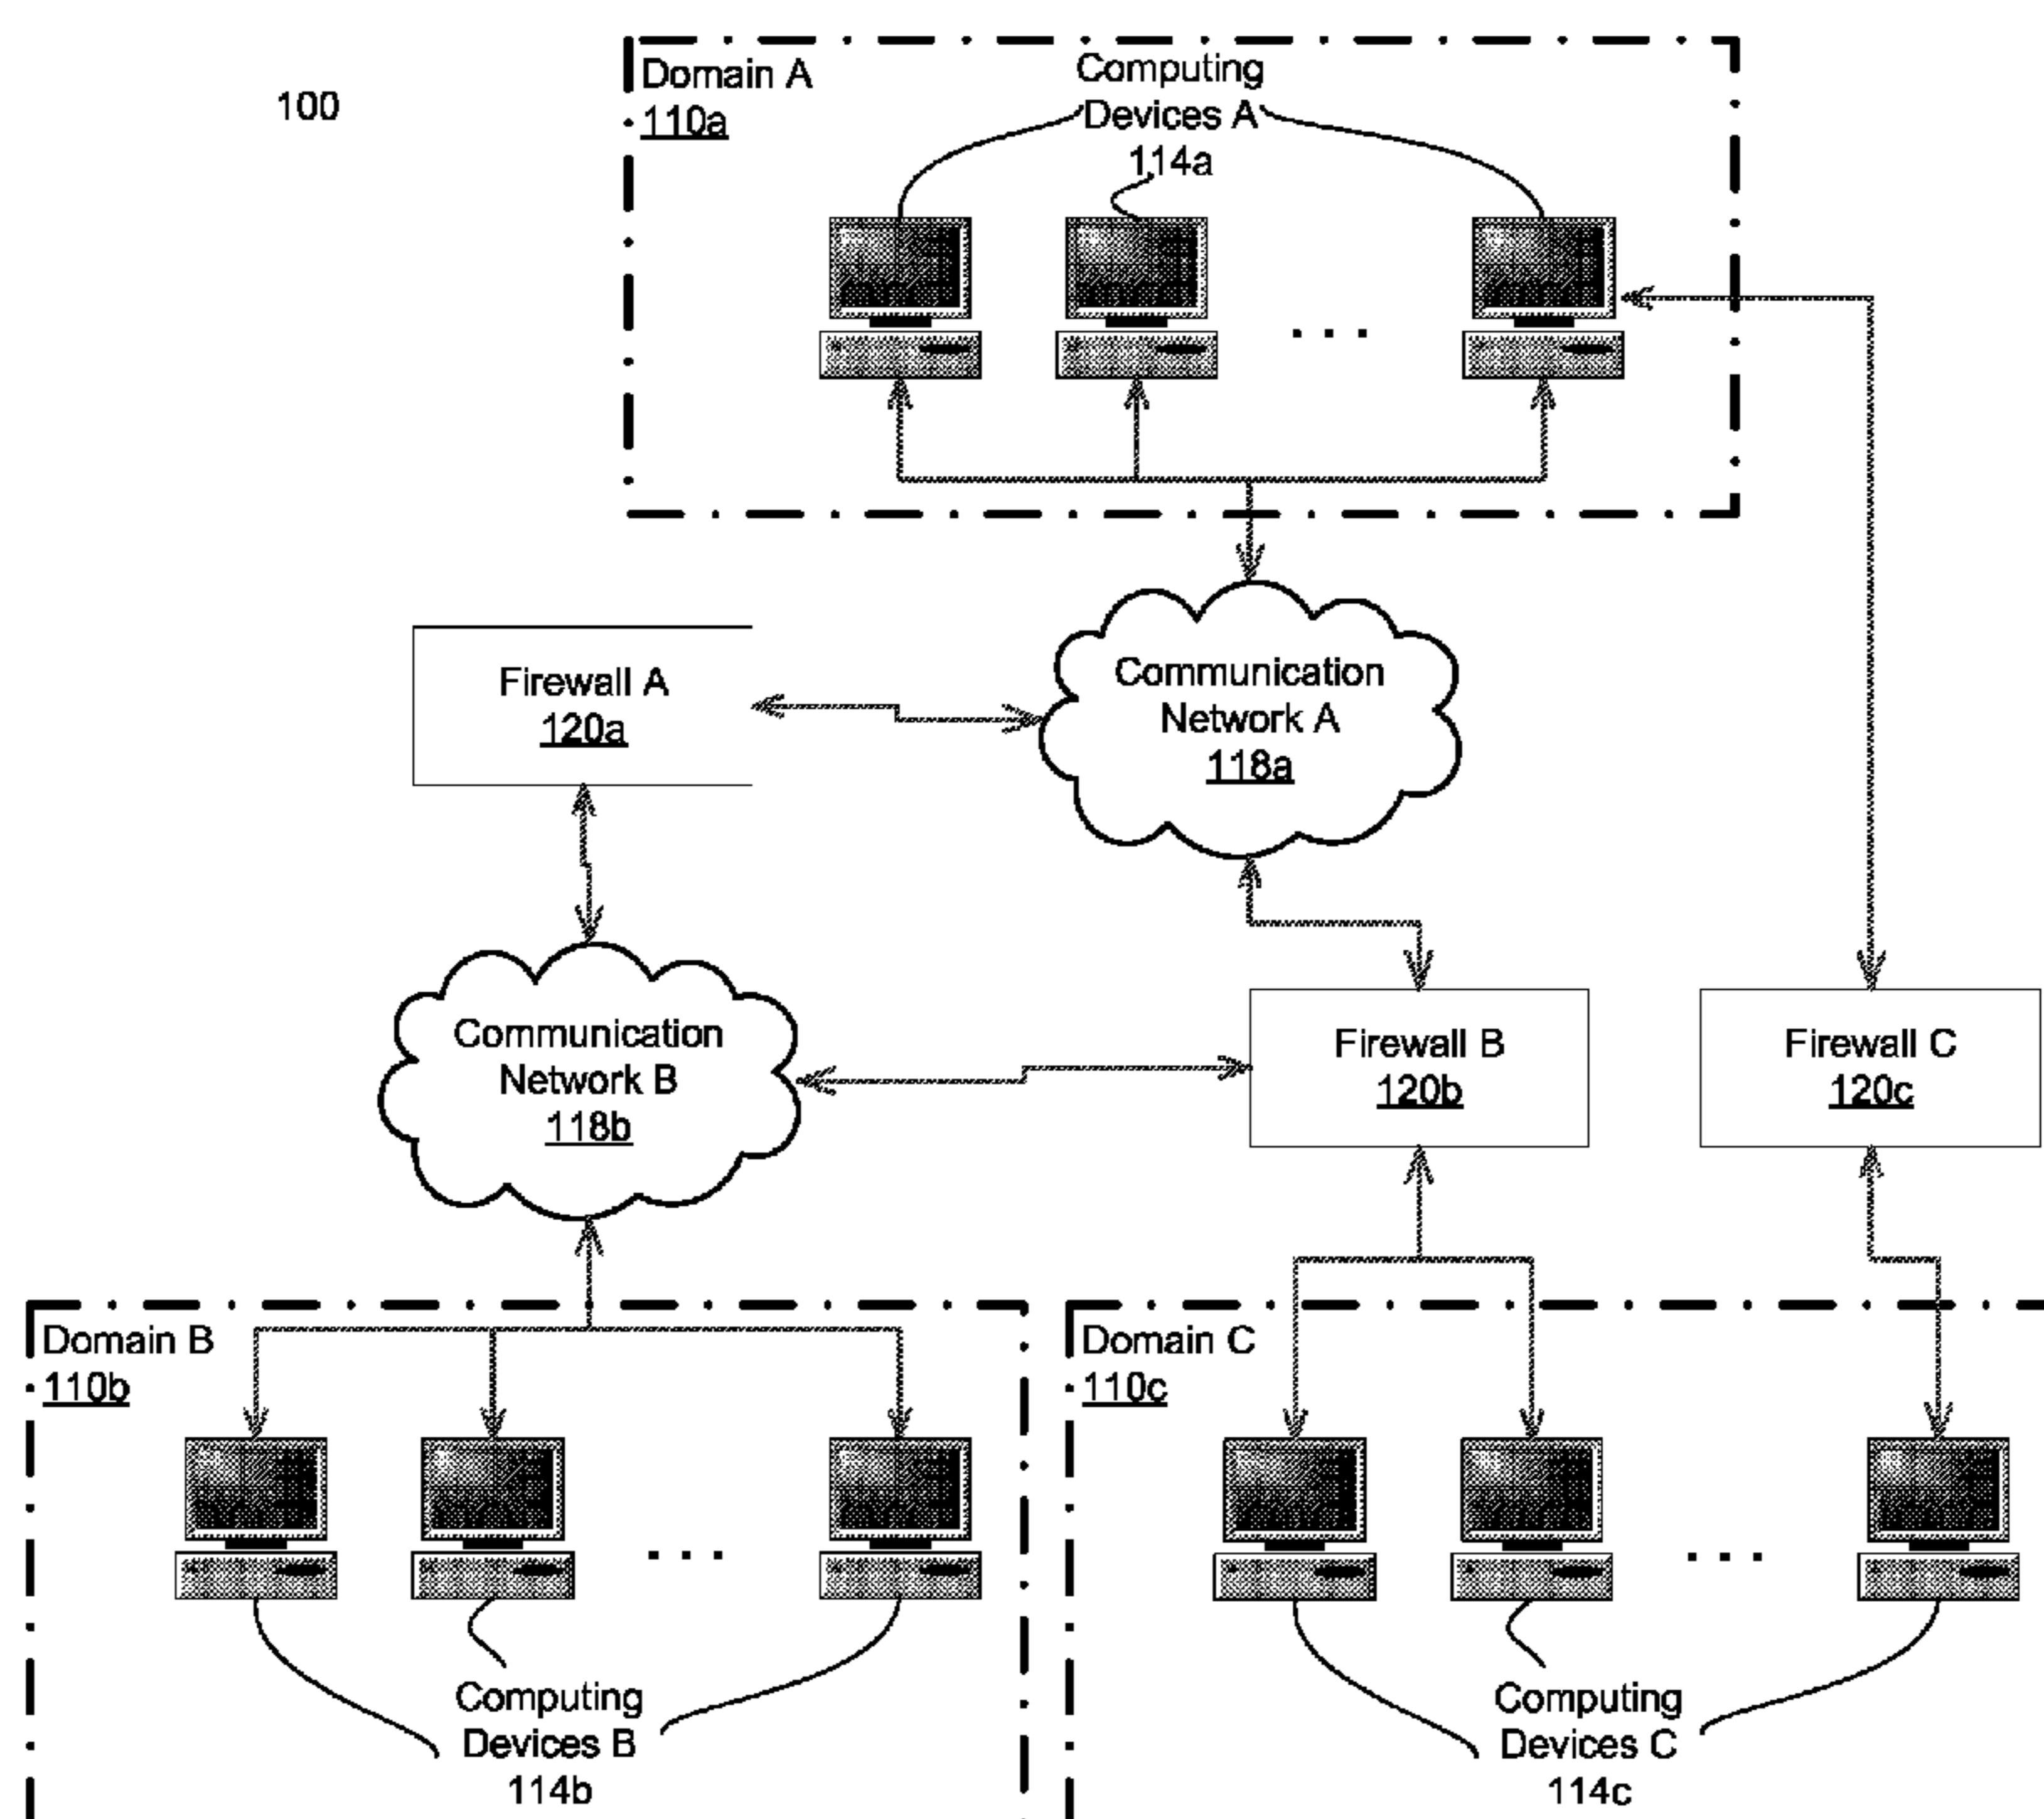 100
Domain A
110a
Computing
Devices A
114a
. . .
Firewall A
120a
Communication
Network A
118a
Communication
Network B
118b
Firewall B
120b
Firewall C
120c
Domain B
110b
. . .
Computing
Devices B
114b
Domain C
110c
. . .
Computing
Devices C
114c